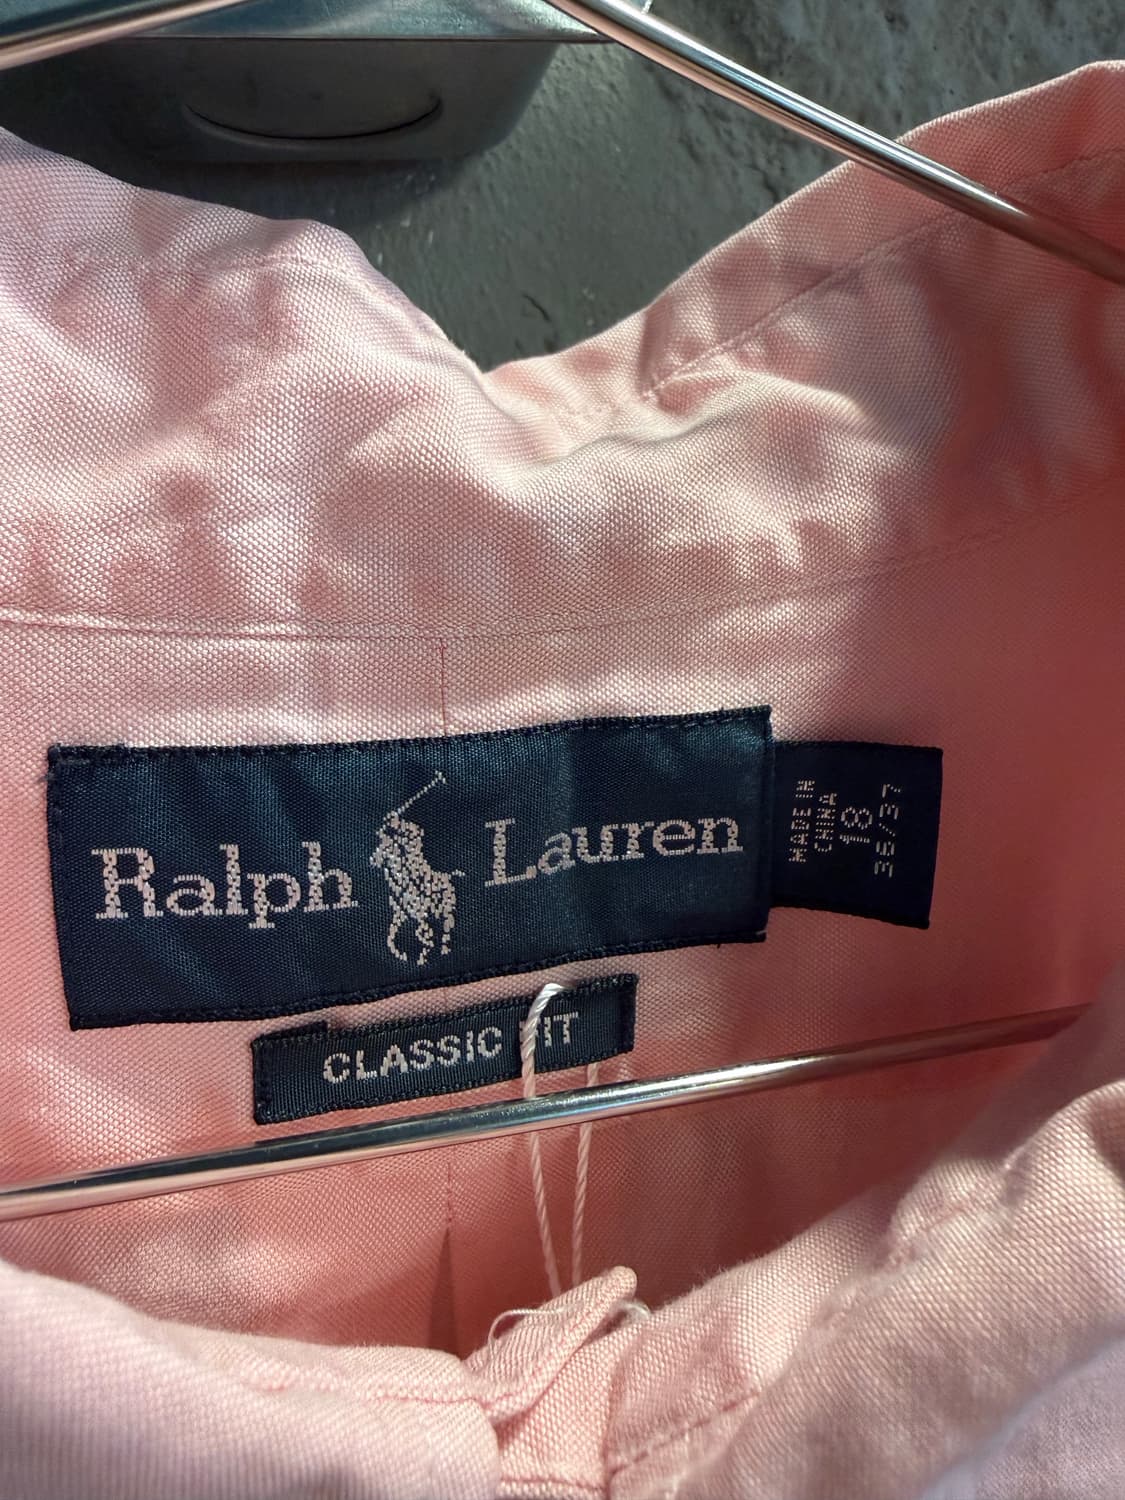 Ralph Lauren
MADE IN
CHINA
18
36/37
CLASSIC FIT